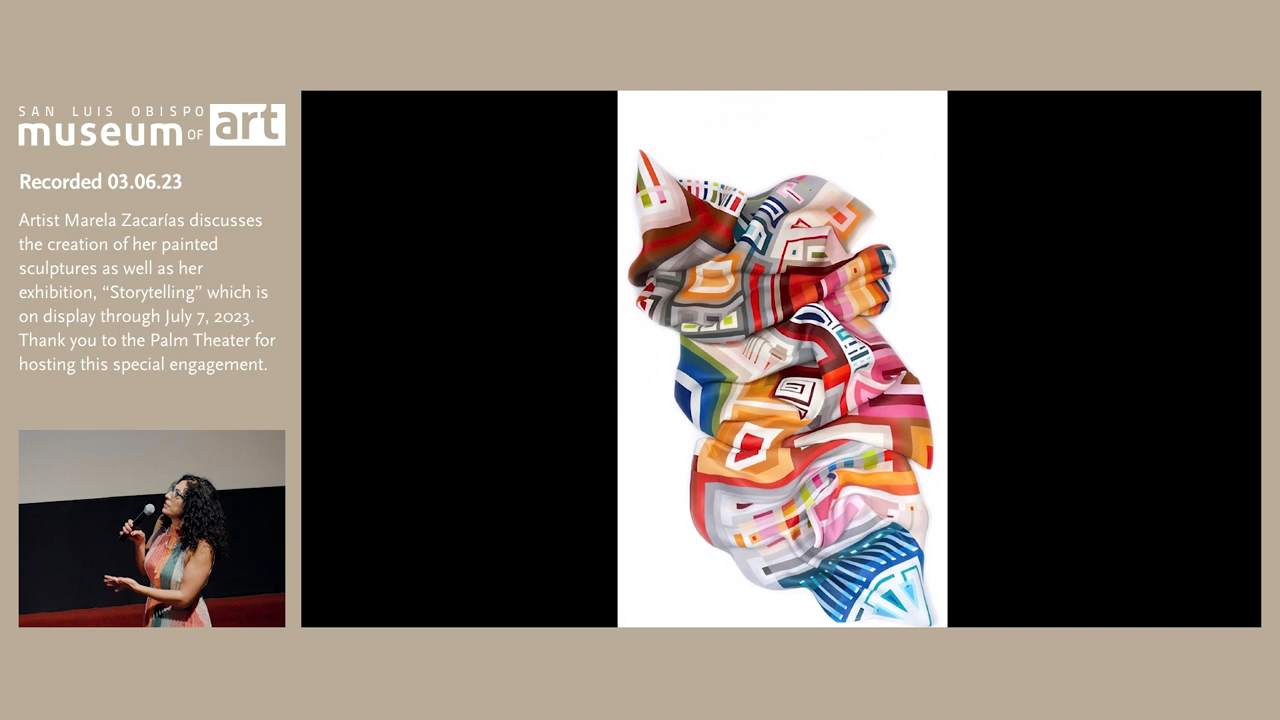 SAN LUIS OBISPO
museum OF art
Recorded 03.06.23
Artist Marela Zacarías discusses
the creation of her painted
sculptures as well as her
exhibition, “Storytelling” which is
on display through July 7, 2023.
Thank you to the Palm Theater for
hosting this special engagement.